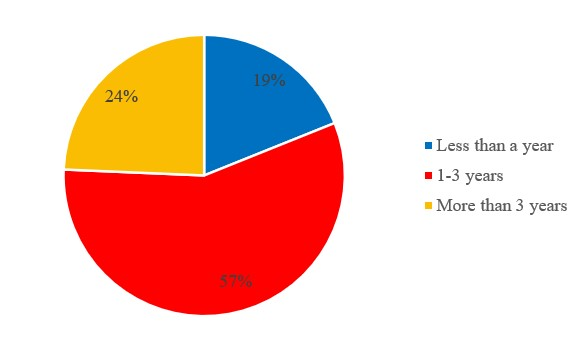 19%
24%
57%
Less than a year
1-3 years
More than 3 years